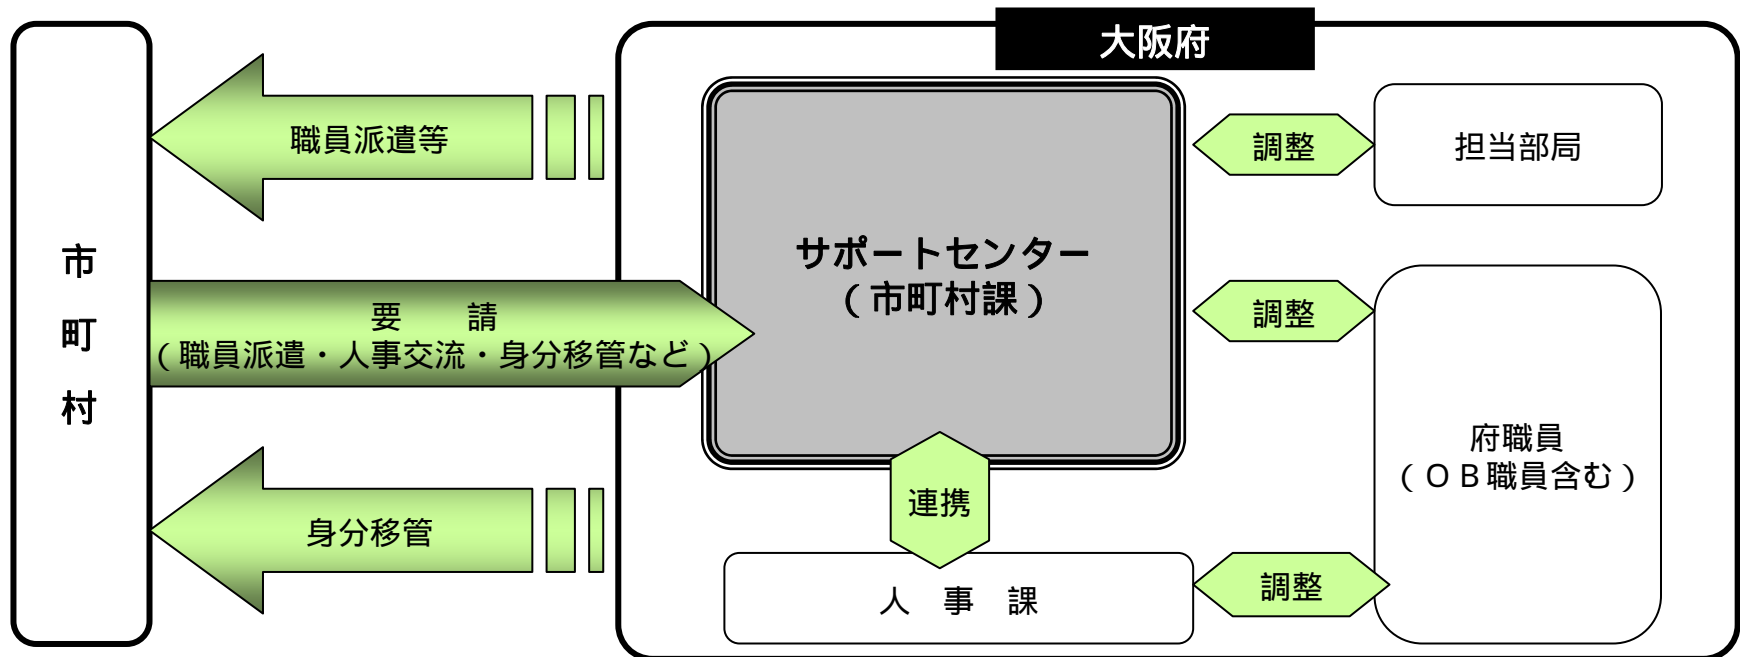 大阪府
市
町
村
職員派遣等
要　　請
（職員派遣・人事交流・身分移管など）
身分移管
サポートセンター
（市町村課）
連携
人　事　課
調整
担当部局
調整
府職員
（ＯＢ職員含む）
調整